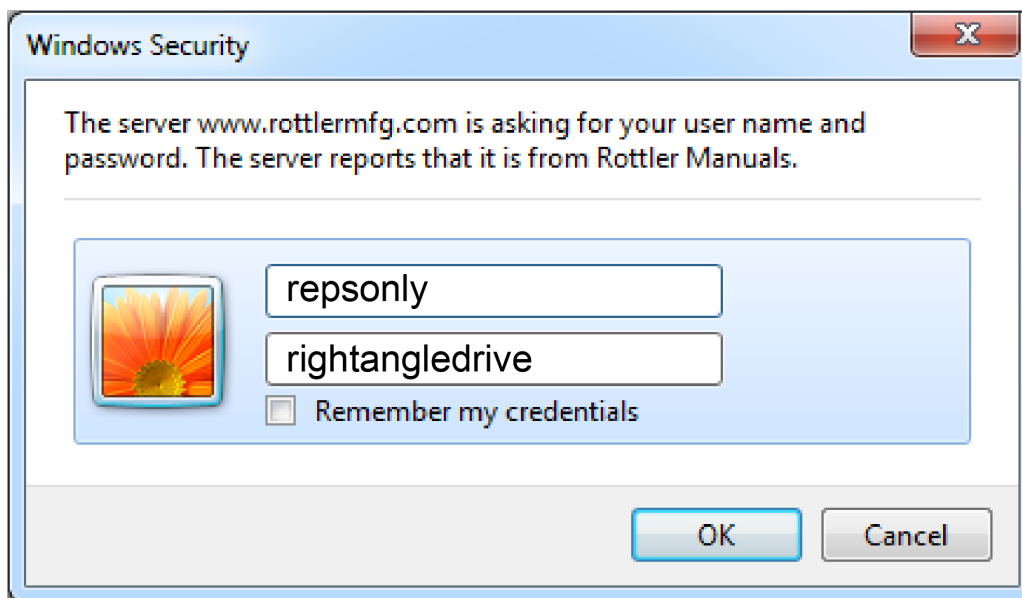 Windows Security
The server www.rottlermfg.com is asking for your user name and
password. The server reports that it is from Rottler Manuals.
repsonly
rightangledrive
Remember my credentials
OK Cancel